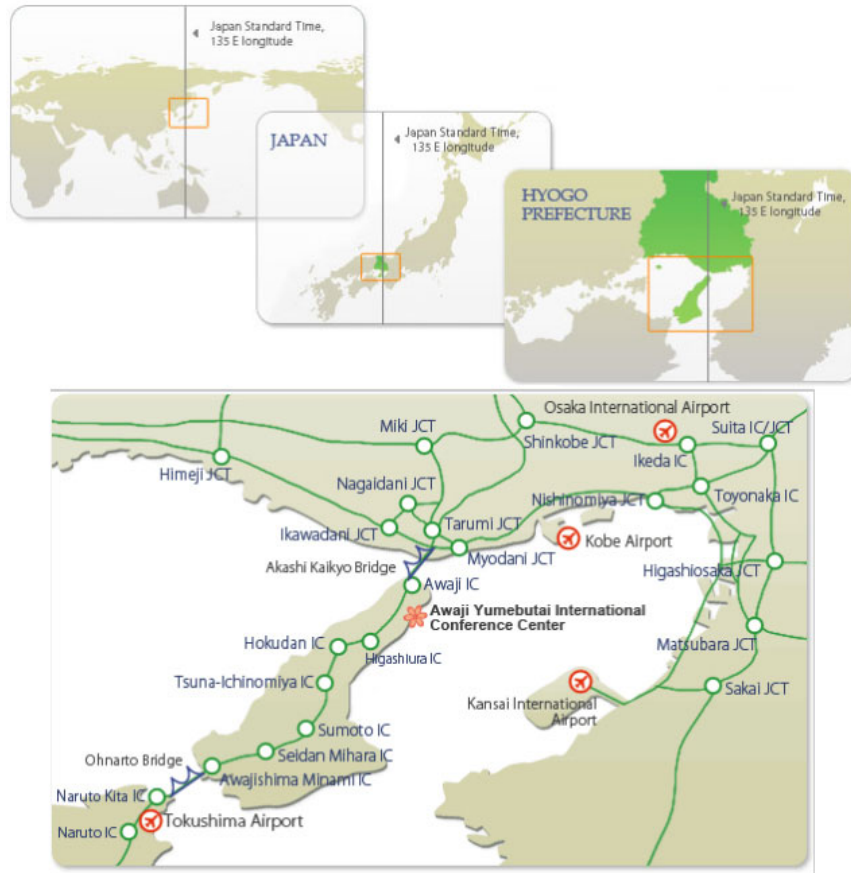 Japan Standard Time,
135 E longitude
JAPAN
Japan Standard Time,
135 E longitude
HYOGO
PREFECTURE
Japan Standard Time,
135 E longitude
Osaka International Airport
Miki JCT
Shinkobe JCT
Suita IC/JCT
Ikeda IC
Himeji JCT
Nagaidani JCT
Nishinomiya JCT
Toyonaka IC
Ikawadani JCT
Tarumi JCT
Myodani JCT
Kobe Airport
Akashi Kaikyo Bridge
Higashiosaka JCT
Awaji IC
Awaji Yumebutai International
Conference Center
Hokudan IC
Higashiura IC
Matsubara JCT
Tsuna-Ichinomiya IC
Sakai JCT
Kansai International
Airport
Sumoto IC
Seidan Mihara IC
Ohnarto Bridge
Awajishima Minami IC
Naruto Kita IC
Tokushima Airport
Naruto IC